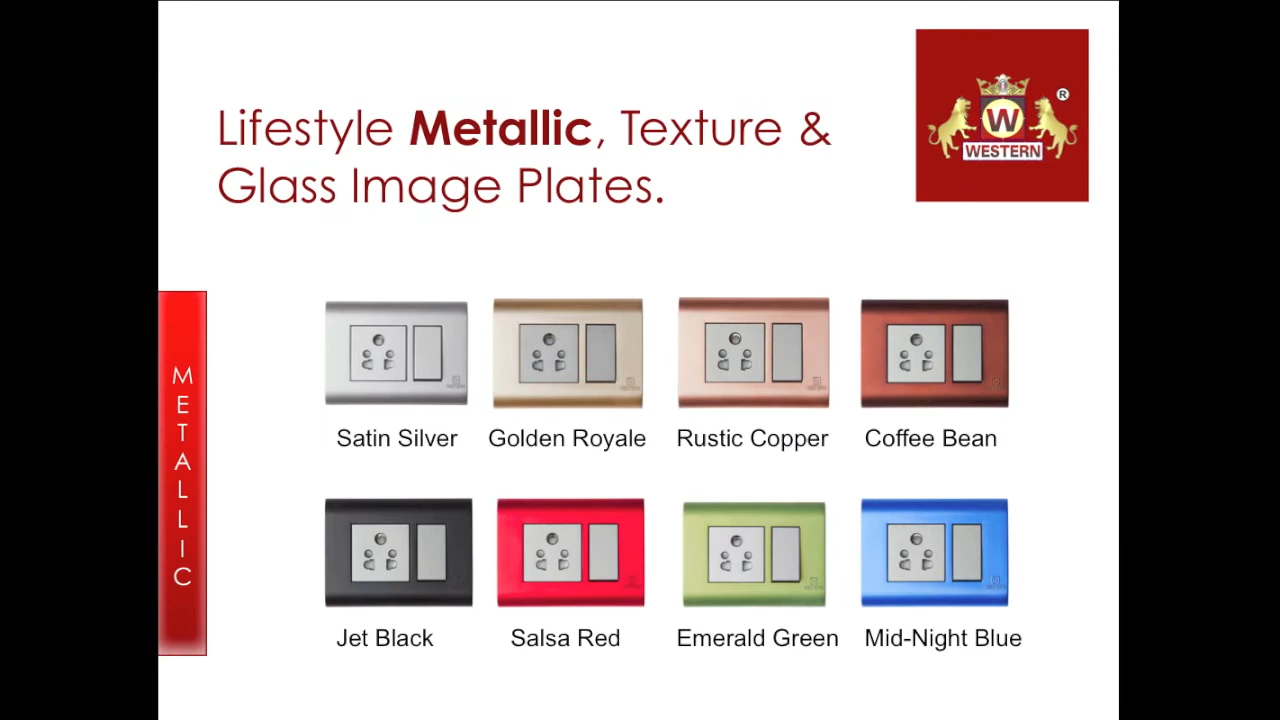 Lifestyle Metallic, Texture &
Glass Image Plates.
W
®
WESTERN
METALLIC
Satin Silver
Golden Royale
Rustic Copper
Coffee Bean
Jet Black
Salsa Red
Emerald Green
Mid-Night Blue